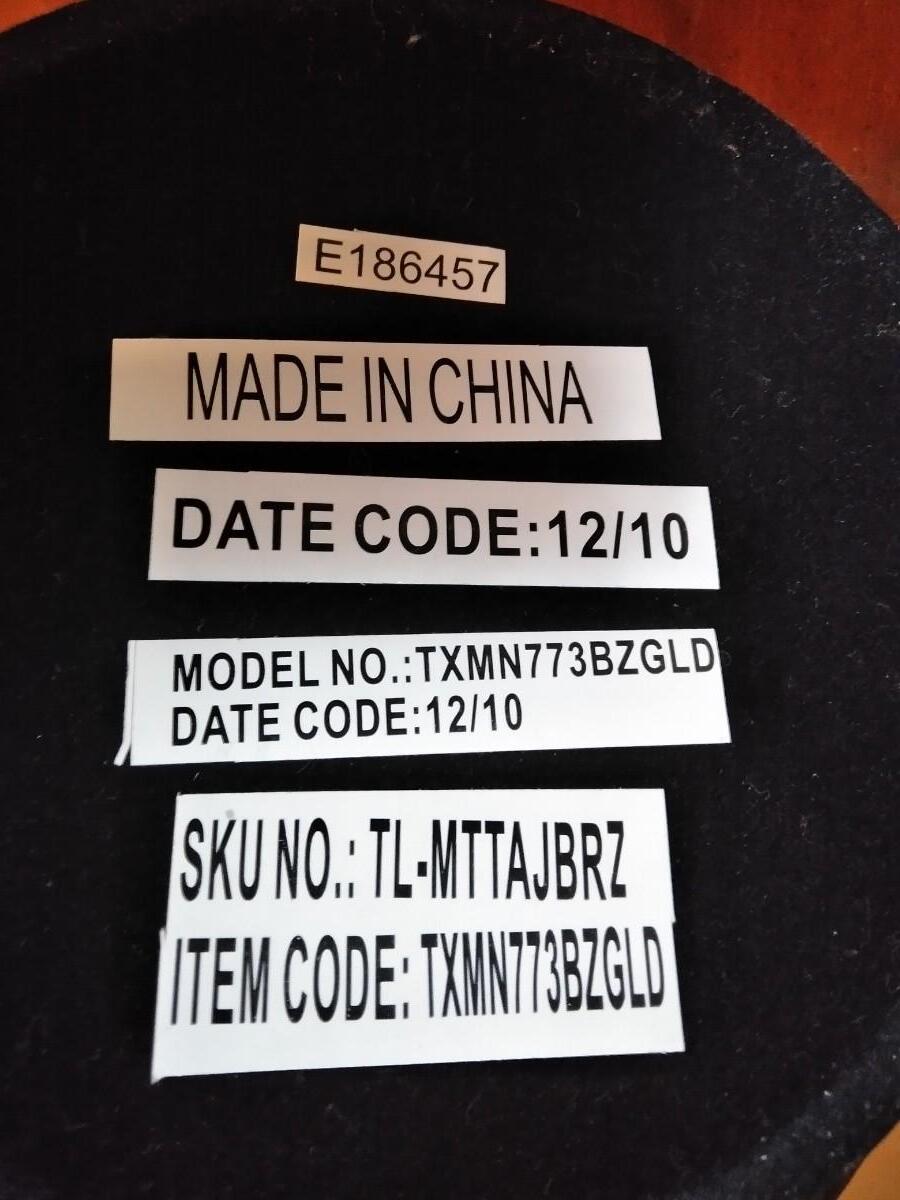 E186457
MADE IN CHINA
DATE CODE:12/10
MODEL NO.:TXMN773BZGLD
DATE CODE:12/10
SKU NO.: TL-MTTAJBRZ
ITEM CODE: TXMN773BZGLD